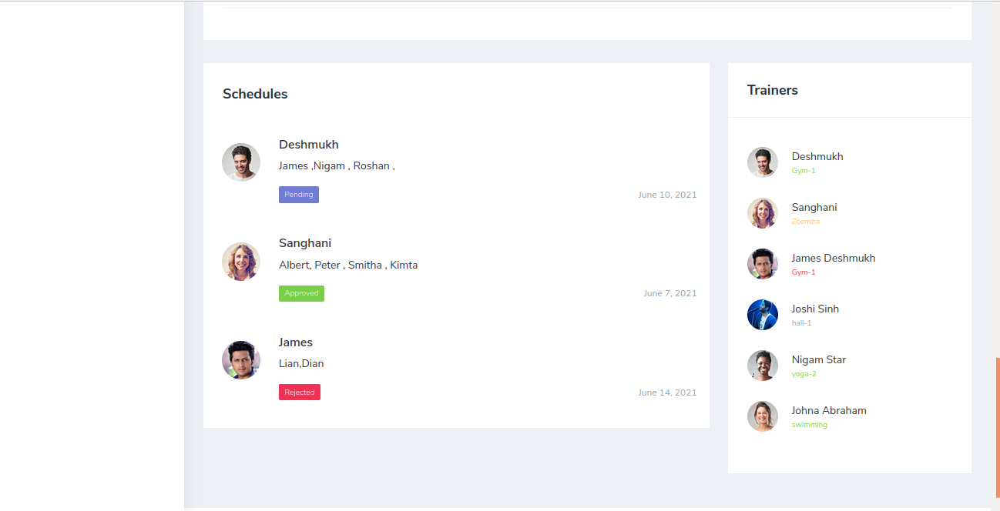 Schedules
Deshmukh
James ,Nigam , Roshan ,
Pending
June 10, 2021
Sanghani
Albert, Peter , Smitha , Kimta
Approved
June 7, 2021
James
Lian,Dian
Rejected
June 14, 2021
Trainers
Deshmukh
Gym-1
Sanghani
Zoomba
James Deshmukh
Gym-1
Joshi Sinh
hall-1
Nigam Star
yoga-2
Johna Abraham
swimming